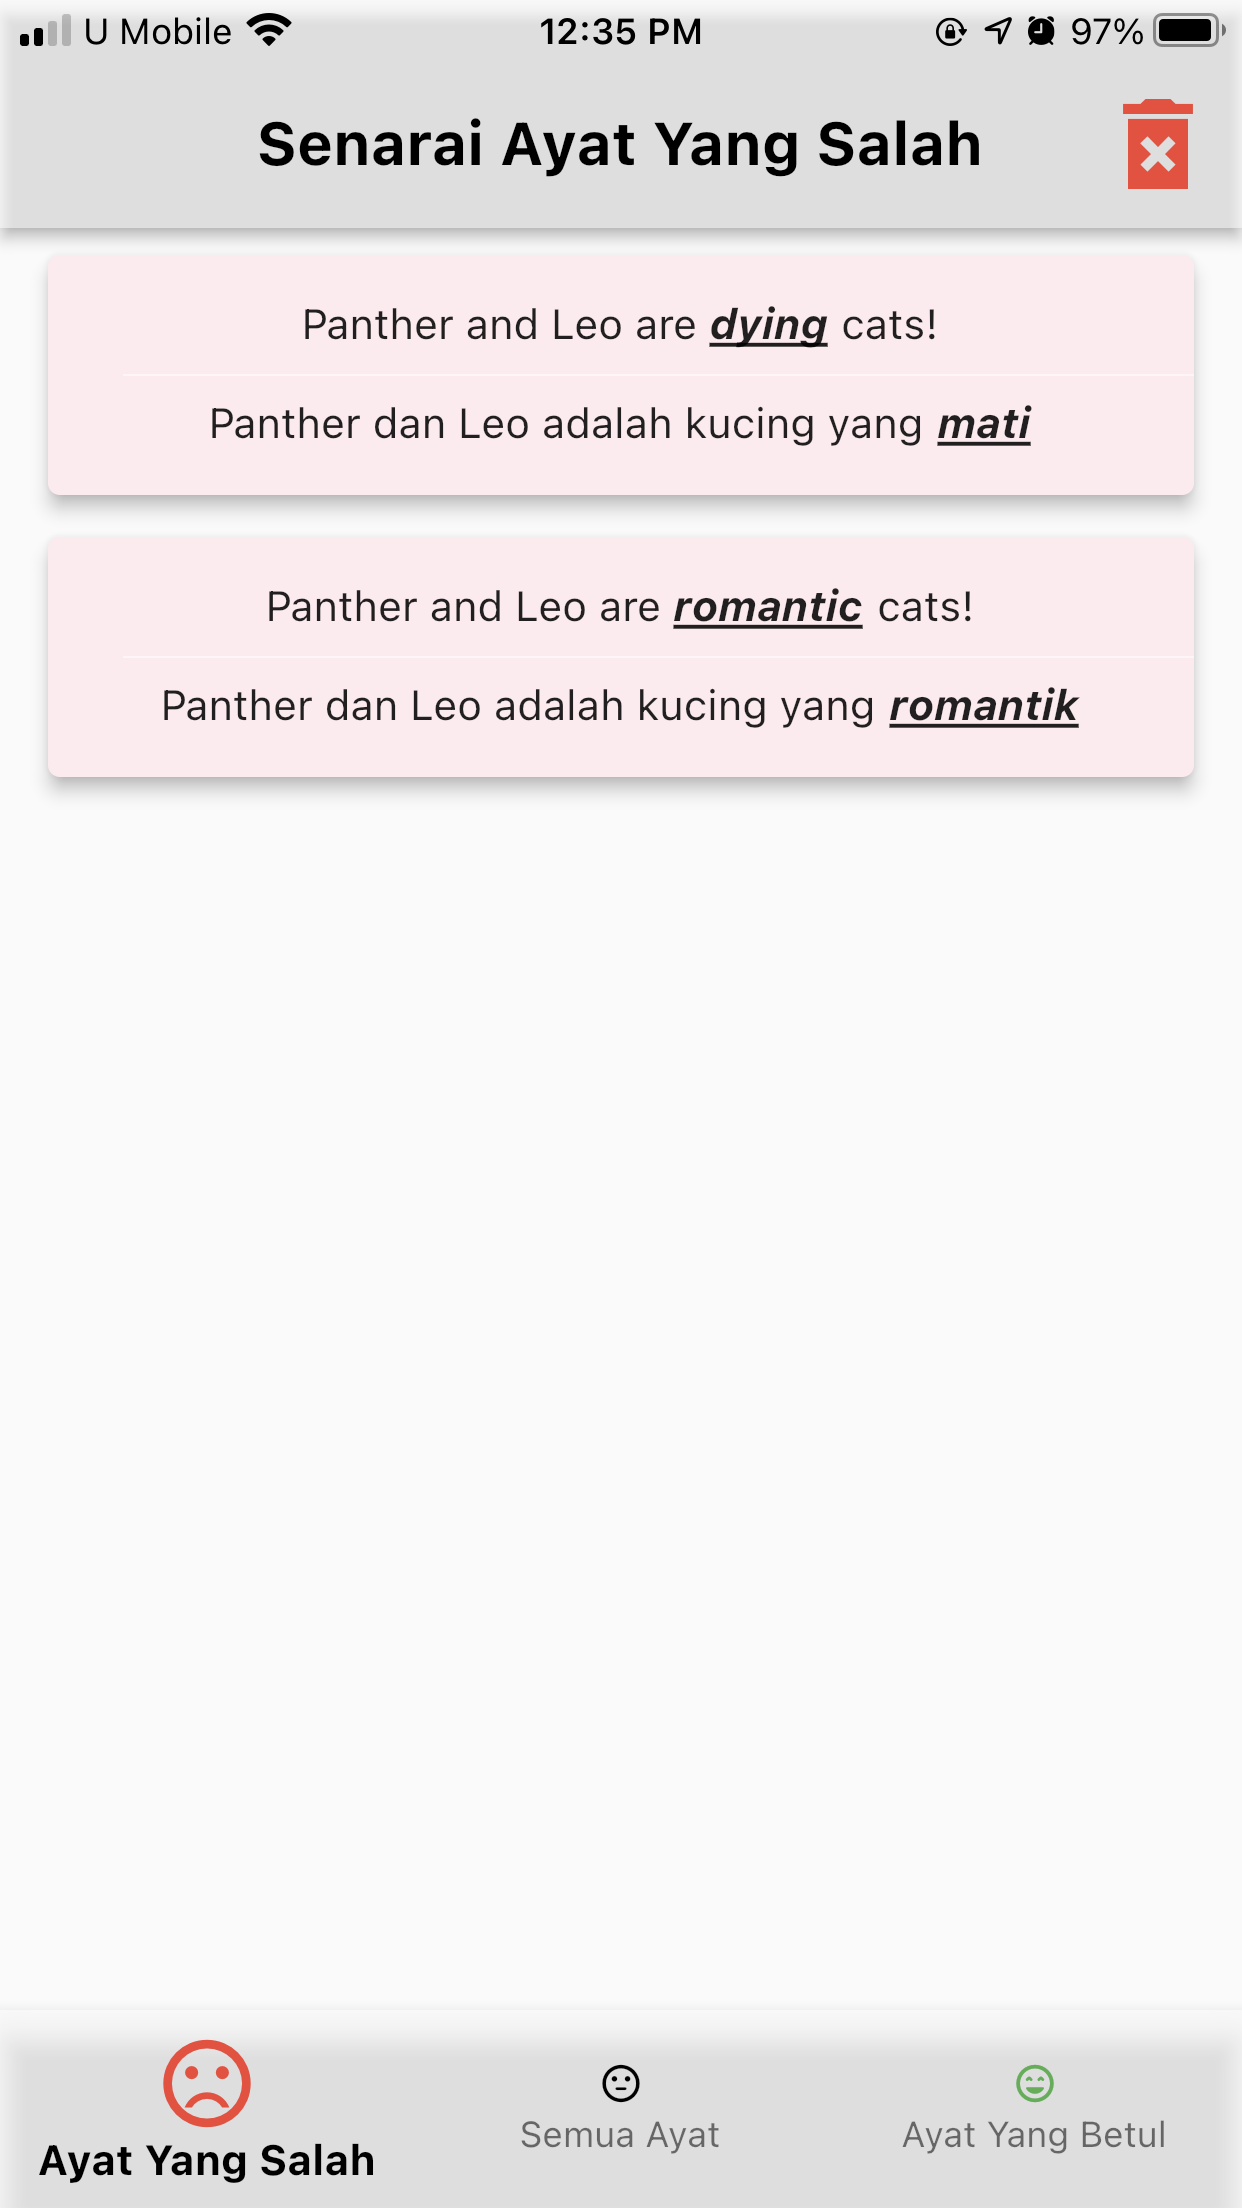 U Mobile 12:35 PM 97%
Senarai Ayat Yang Salah
Panther and Leo are dying cats!
Panther dan Leo adalah kucing yang mati
Panther and Leo are romantic cats!
Panther dan Leo adalah kucing yang romantik
Ayat Yang Salah Semua Ayat Ayat Yang Betul